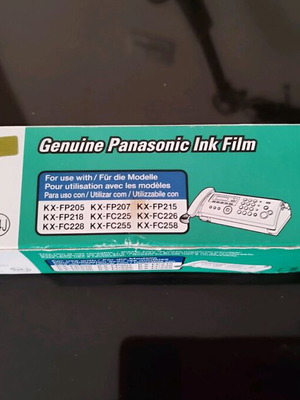 Genuine Panasonic Ink Film
For use with/ Für die Modelle
Pour utilisation avec les modèles
Para uso con / Utilizar com / Utilizzabile con
KX-FP205 KX-FP207 KX-FP215
KX-FP218 KX-FC225 KX-FC226
KX-FC228 KX-FC255 KX-FC258